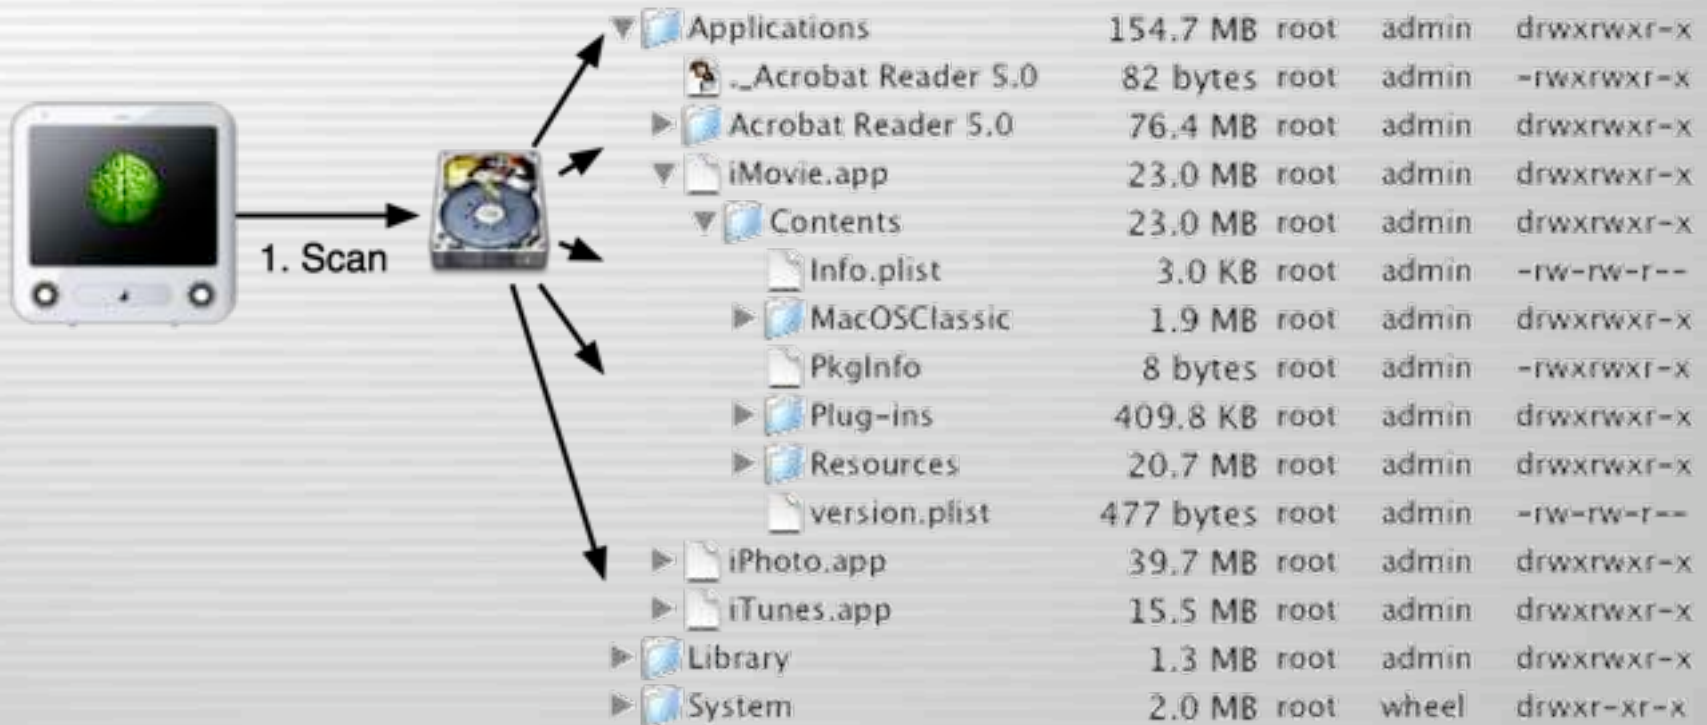 Applications 154.7 MB root admin drwxrwxr-x
._Acrobat Reader 5.0 82 bytes root admin -rwxrwxr-x
Acrobat Reader 5.0 76.4 MB root admin drwxrwxr-x
iMovie.app 23.0 MB root admin drwxrwxr-x
Contents 23.0 MB root admin drwxrwxr-x
1. Scan
Info.plist 3.0 KB root admin -rw-rw-r--
MacOSClassic 1.9 MB root admin drwxrwxr-x
PkgInfo 8 bytes root admin -rwxrwxr-x
Plug-ins 409.8 KB root admin drwxrwxr-x
Resources 20.7 MB root admin drwxrwxr-x
version.plist 477 bytes root admin -rw-rw-r--
iPhoto.app 39.7 MB root admin drwxrwxr-x
iTunes.app 15.5 MB root admin drwxrwxr-x
Library 1.3 MB root admin drwxrwxr-x
System 2.0 MB root wheel drwxr-xr-x